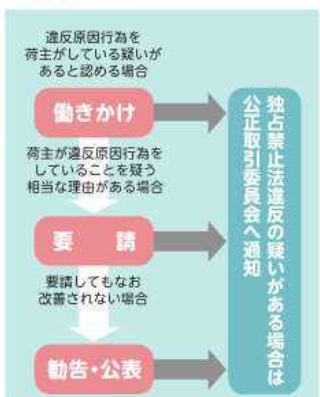 違反原因行為を
荷主がしている疑いが
あると認める場合
働きかけ
荷主が違反原因行為を
していることを疑う
相当な理由がある場合
要 請
要請してもなお
改善されない場合
勧告・公表
独占禁止法違反の疑いがある場合は
公正取引委員会へ通知